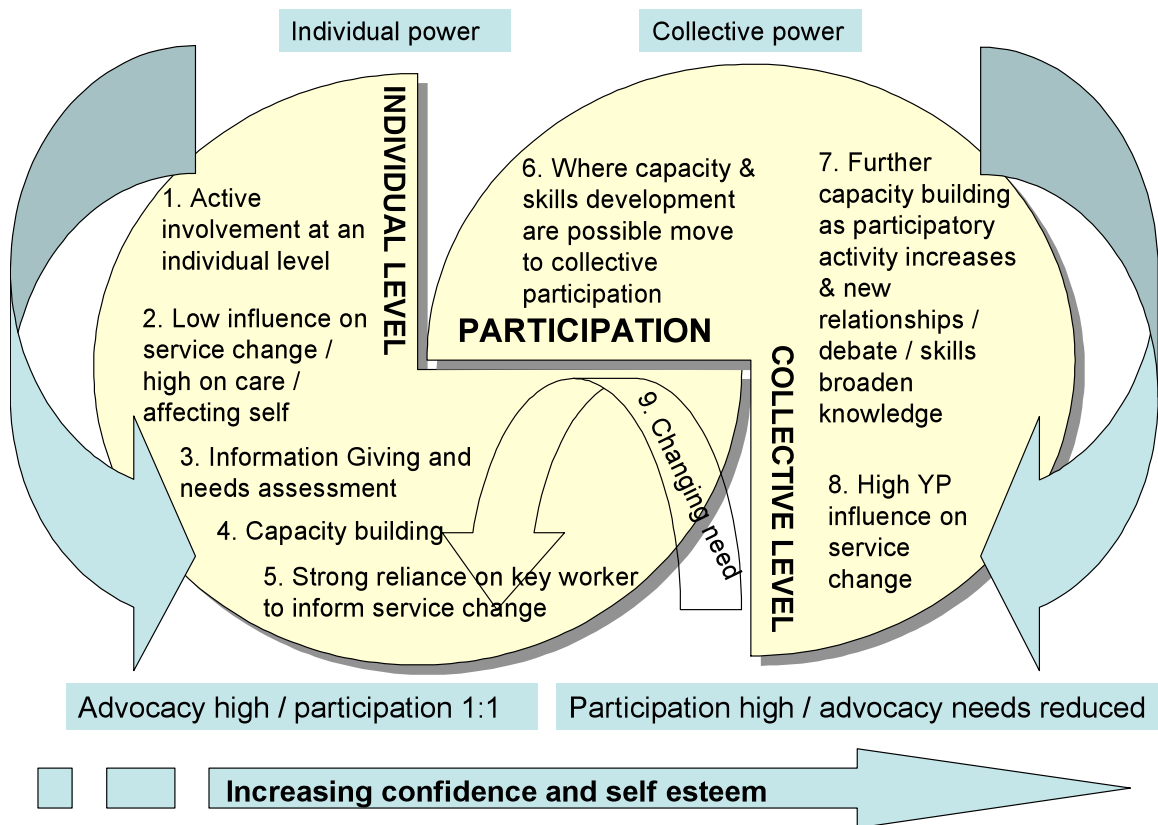 Individual power
Collective power
INDIVIDUAL LEVEL
1. Active
involvement at an
individual level
2. Low influence on
service change /
high on care /
affecting self
3. Information Giving and
needs assessment
4. Capacity building
5. Strong reliance on key worker
to inform service change
6. Where capacity &
skills development
are possible move
to collective
participation
PARTICIPATION
7. Further
capacity building
as participatory
activity increases
& new
relationships /
debate / skills
broaden
knowledge
COLLECTIVE LEVEL
8. High YP
influence on
service
change
9. Changing need
Advocacy high / participation 1:1
Participation high / advocacy needs reduced
Increasing confidence and self esteem